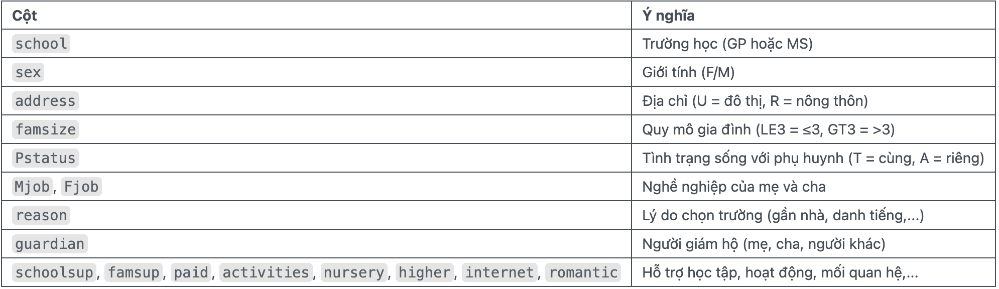 Cột Ý nghĩa
school Trường học (GP hoặc MS)
sex Giới tính (F/M)
address Địa chỉ (U = đô thị, R = nông thôn)
famsize Quy mô gia đình (LE3 = ≤3, GT3 = >3)
Pstatus Tình trạng sống với phụ huynh (T = cùng, A = riêng)
Mjob, Fjob Nghề nghiệp của mẹ và cha
reason Lý do chọn trường (gần nhà, danh tiếng,...)
guardian Người giám hộ (mẹ, cha, người khác)
schoolsup, famsup, paid, activities, nursery, higher, internet, romantic Hỗ trợ học tập, hoạt động, mối quan hệ,...